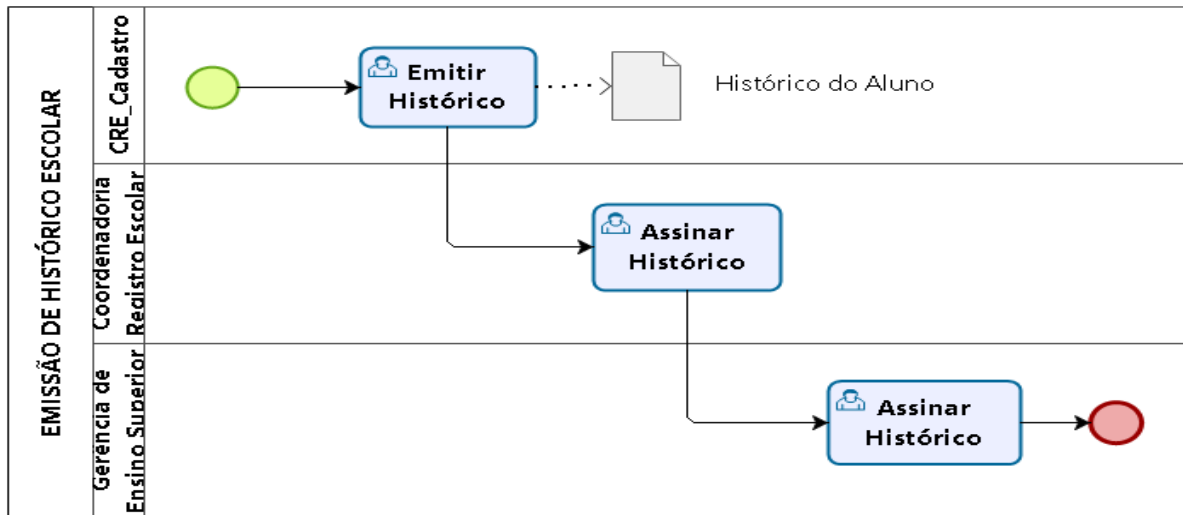 EMISSÃO DE HISTÓRICO ESCOLAR
CRE_Cadastro
Emitir
Histórico
Histórico do Aluno
Coordenadoria
Registro Escolar
Assinar
Histórico
Gerência de
Ensino Superior
Assinar
Histórico